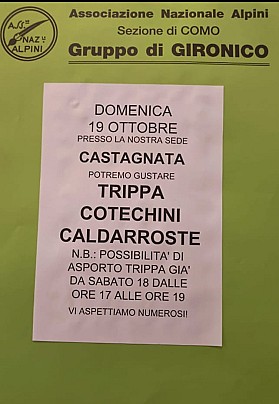 Associazione Nazionale Alpini
Sezione di COMO
Gruppo di GIRONICO
ALPINI
DOMENICA
19 OTTOBRE
PRESSO LA NOSTRA SEDE
CASTAGNATA
POTREMO GUSTARE
TRIPPA
COTECHINI
CALDARROSTE
N.B.: POSSIBILITA' DI
ASPORTO TRIPPA GIA'
DA SABATO 18 DALLE
ORE 17 ALLE ORE 19
VI ASPETTIAMO NUMEROSI!